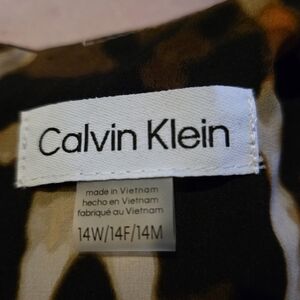 Calvin Klein
made in Vietnam
hecho en Vietnam
fabriqué au Vietnam
14W/14F/14M